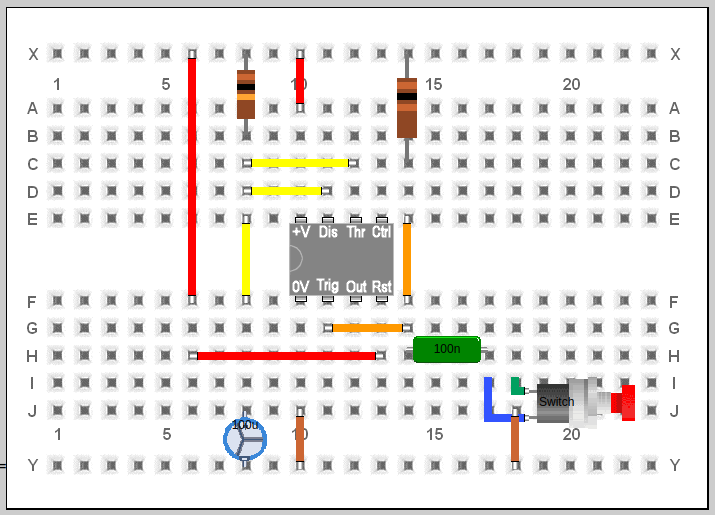 X X
1 5 10 15 20
A A
B B
C C
D D
E E
+V Dis Thr Ctrl
0V Trig Out Rst
F F
G G
H 100n H
I I
Switch
J J
100u
1 5 10 15 20
Y Y